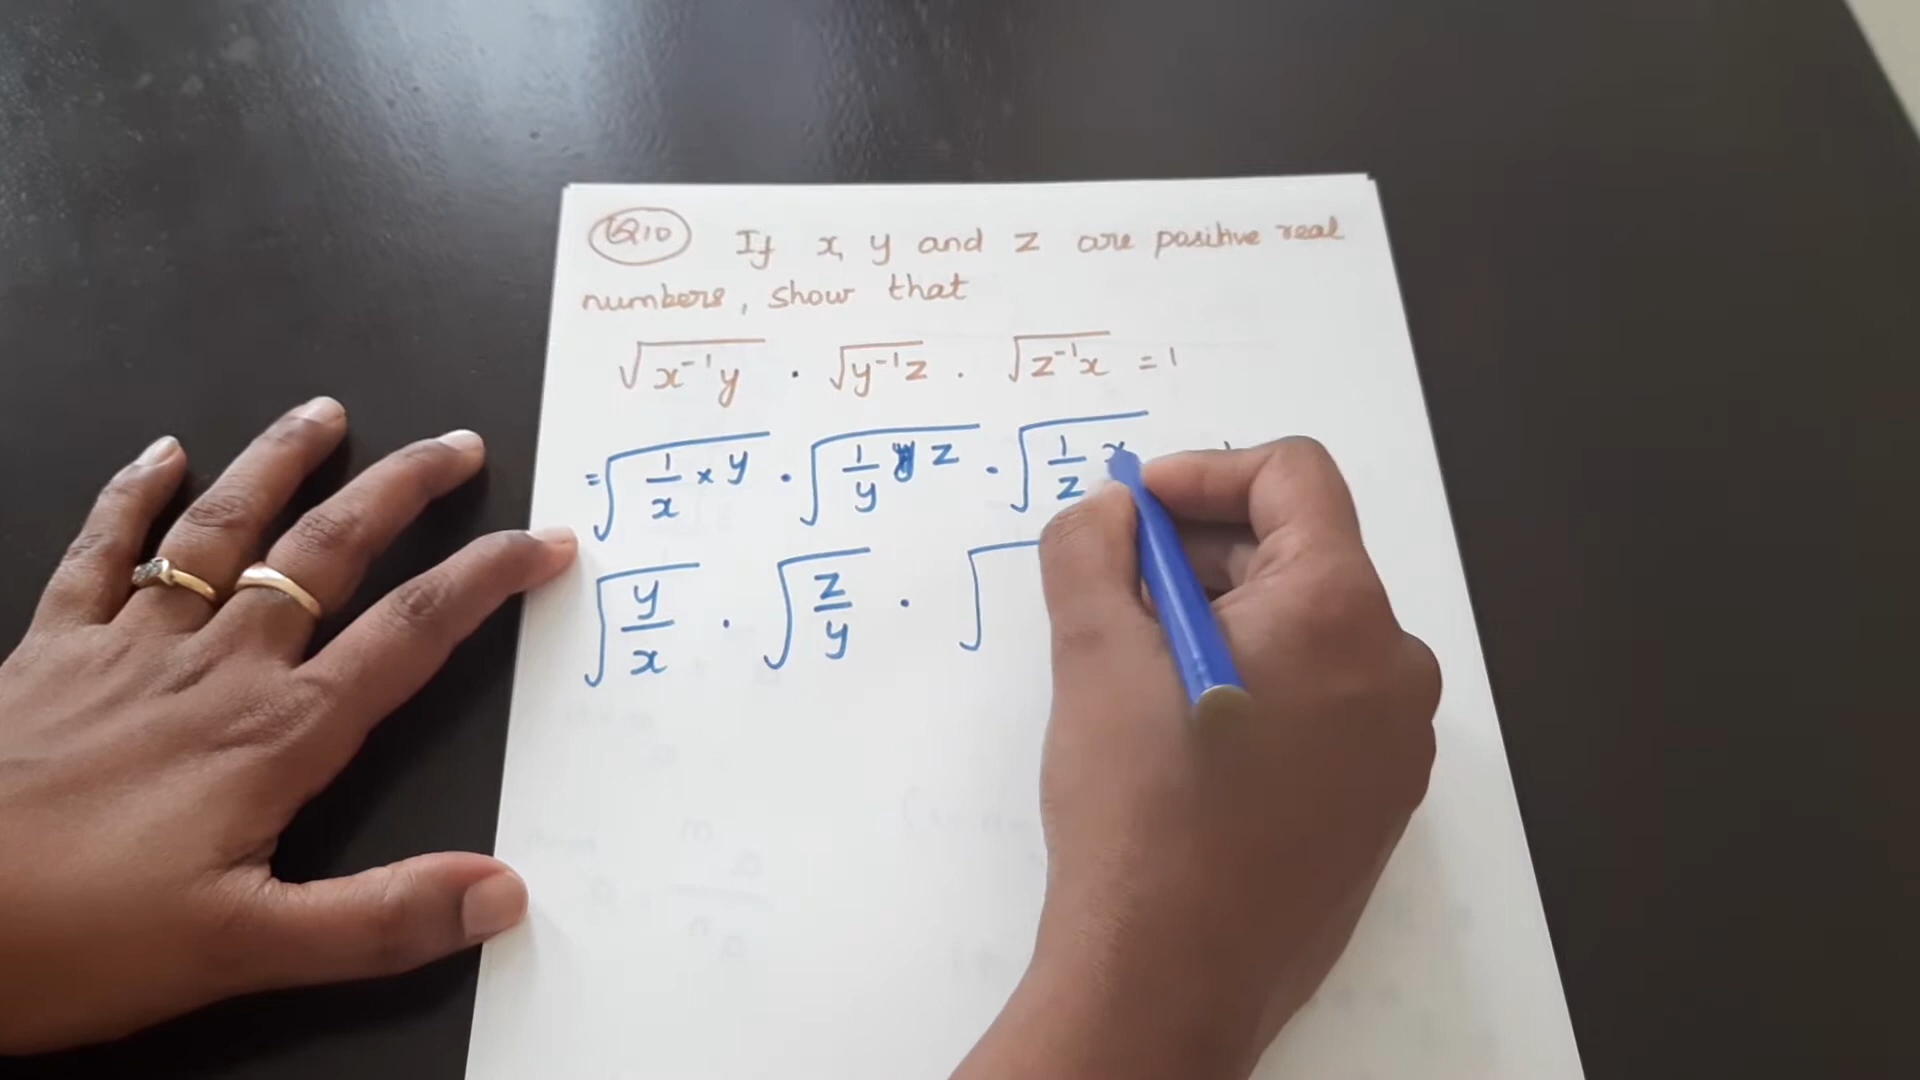 Q10 If x, y and z are positive real
numbers, show that
√(x⁻¹y) · √(y⁻¹z) · √(z⁻¹x) = 1
= √(1/x × y) · √(1/y z) · √(1/z x)
√(y/x) · √(z/y) · √